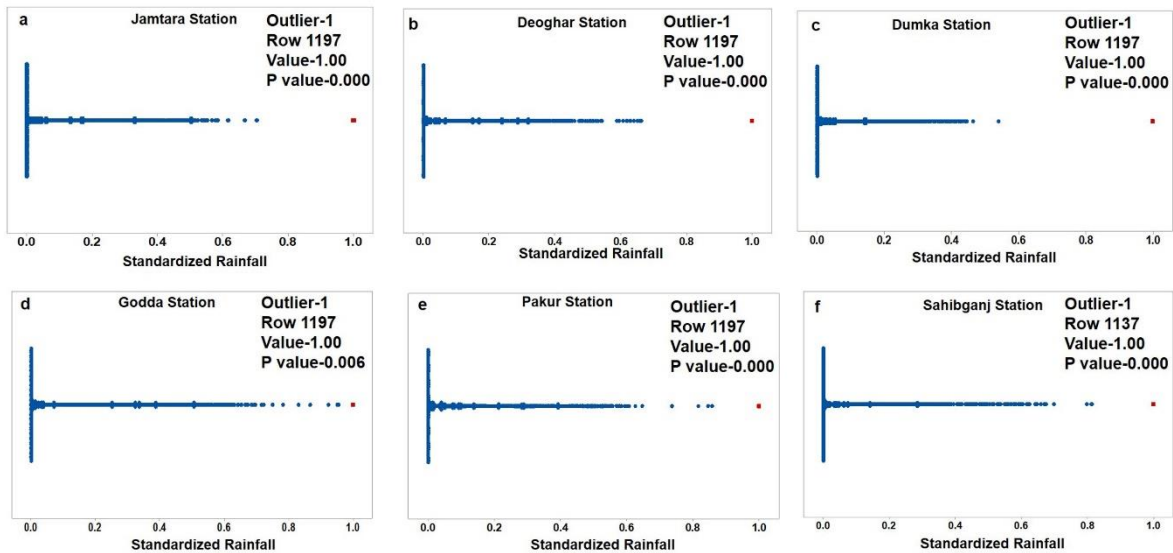 a
Jamtara Station
Outlier-1
Row 1197
Value-1.00
P value-0.000
0.0 0.2 0.4 0.6 0.8 1.0
Standardized Rainfall
b
Deoghar Station
Outlier-1
Row 1197
Value-1.00
P value-0.000
0.0 0.2 0.4 0.6 0.8 1.0
Standardized Rainfall
c
Dumka Station
Outlier-1
Row 1197
Value-1.00
P value-0.000
0.0 0.2 0.4 0.6 0.8 1.0
Standardized Rainfall
d
Godda Station
Outlier-1
Row 1197
Value-1.00
P value-0.006
0.0 0.2 0.4 0.6 0.8 1.0
Standardized Rainfall
e
Pakur Station
Outlier-1
Row 1197
Value-1.00
P value-0.000
0.0 0.2 0.4 0.6 0.8 1.0
Standardized Rainfall
f
Sahibganj Station
Outlier-1
Row 1137
Value-1.00
P value-0.000
0.0 0.2 0.4 0.6 0.8 1.0
Standardized Rainfall